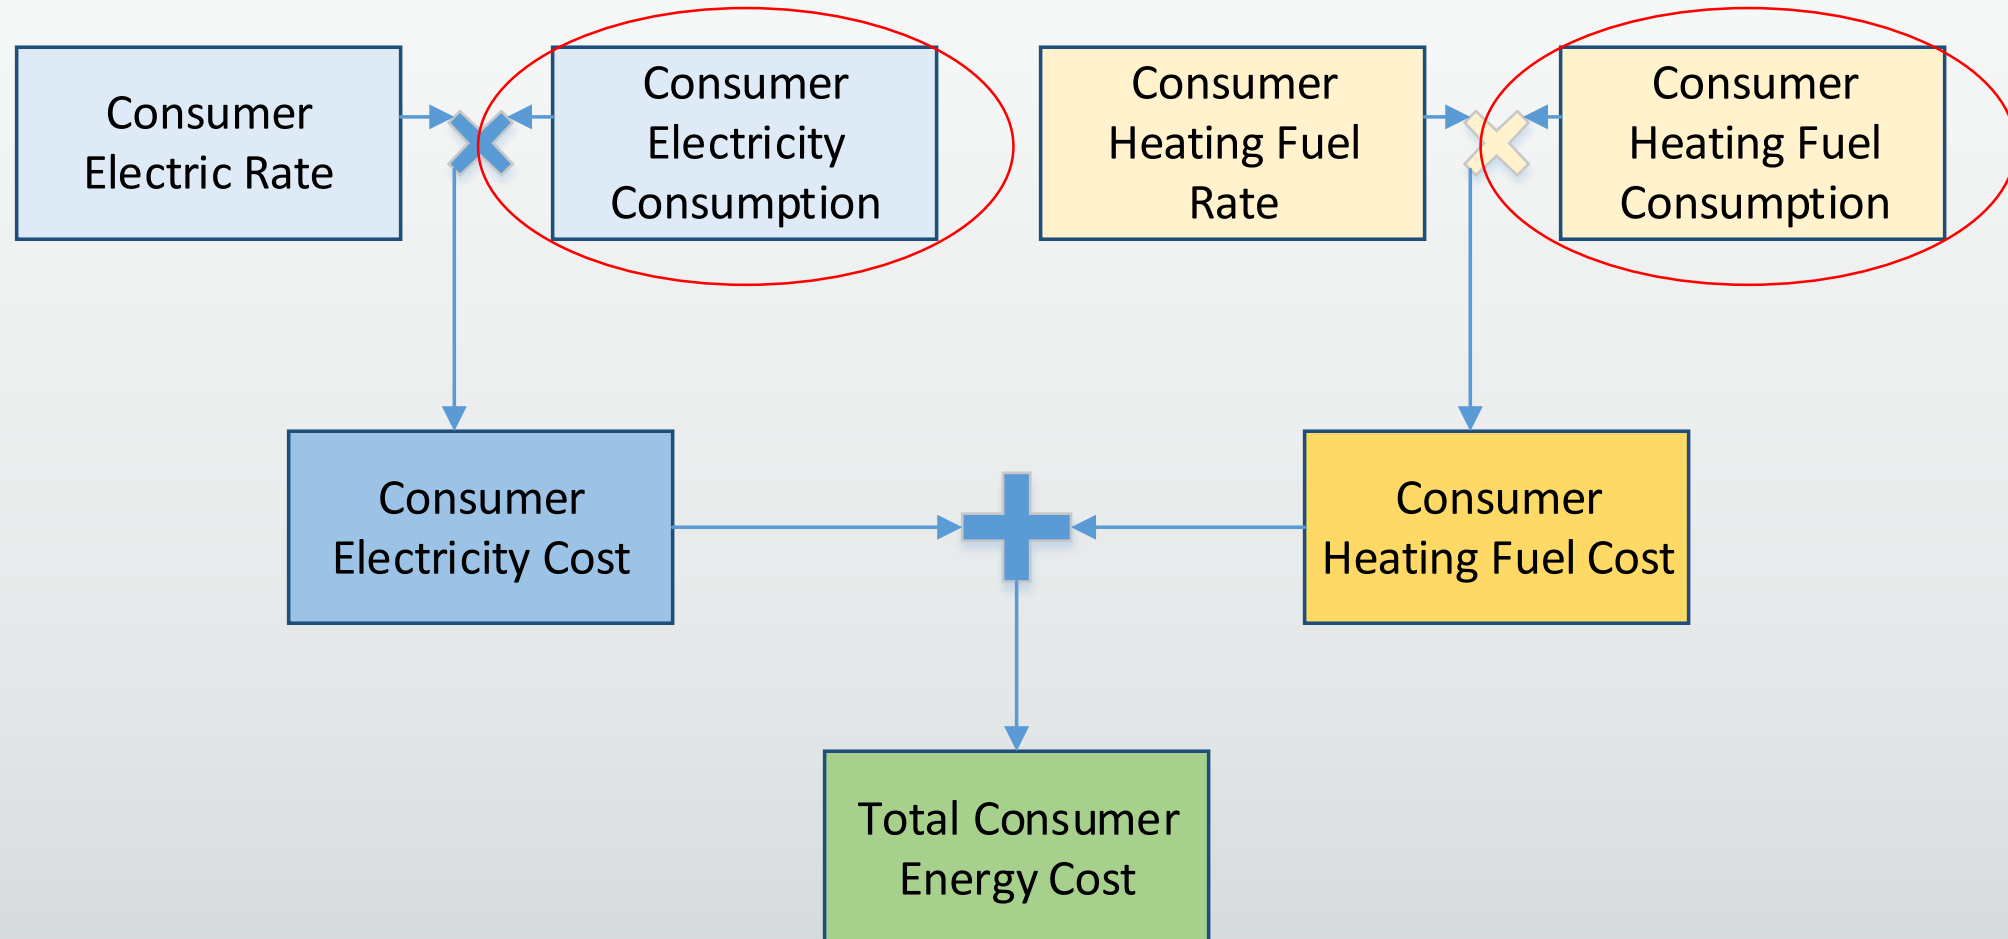 Consumer
Electric Rate
Consumer
Electricity
Consumption
Consumer
Heating Fuel
Rate
Consumer
Heating Fuel
Consumption
Consumer
Electricity Cost
Consumer
Heating Fuel Cost
Total Consumer
Energy Cost